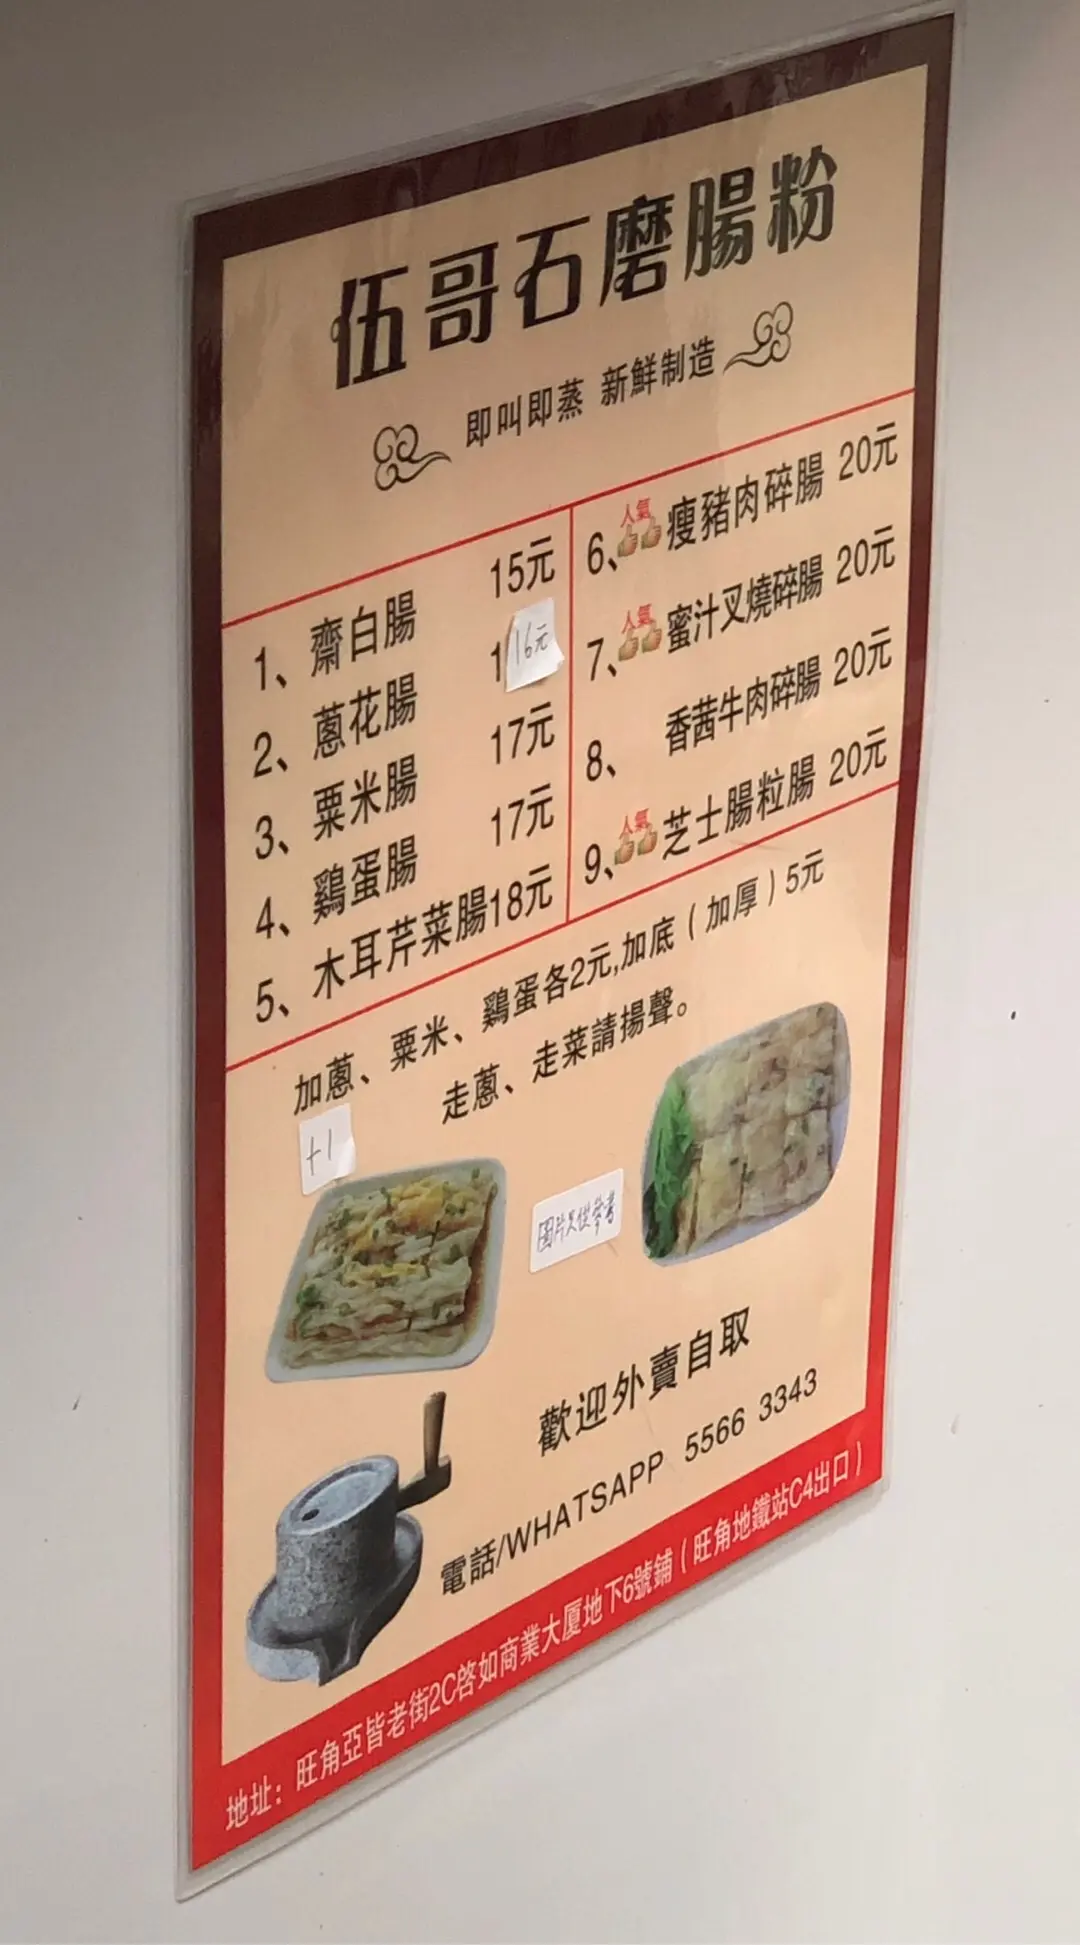 伍哥石磨腸粉
即叫即蒸 新鮮制造
1、齋白腸 15元
2、蔥花腸 1 16元
3、粟米腸 17元
4、鷄蛋腸 17元
5、木耳芹菜腸18元
6、人氣 瘦豬肉碎腸 20元
7、人氣 蜜汁叉燒碎腸 20元
8、 香茜牛肉碎腸 20元
9、人氣 芝士腸粒腸 20元
加蔥、粟米、鷄蛋各2元,加底（加厚）5元
+1
走蔥、走菜請揚聲。
图片只供參考
歡迎外賣自取
電話/WHATSAPP 5566 3343
地址：旺角亞皆老街2C啓如商業大廈地下6號鋪（旺角地鐵站C4出口）